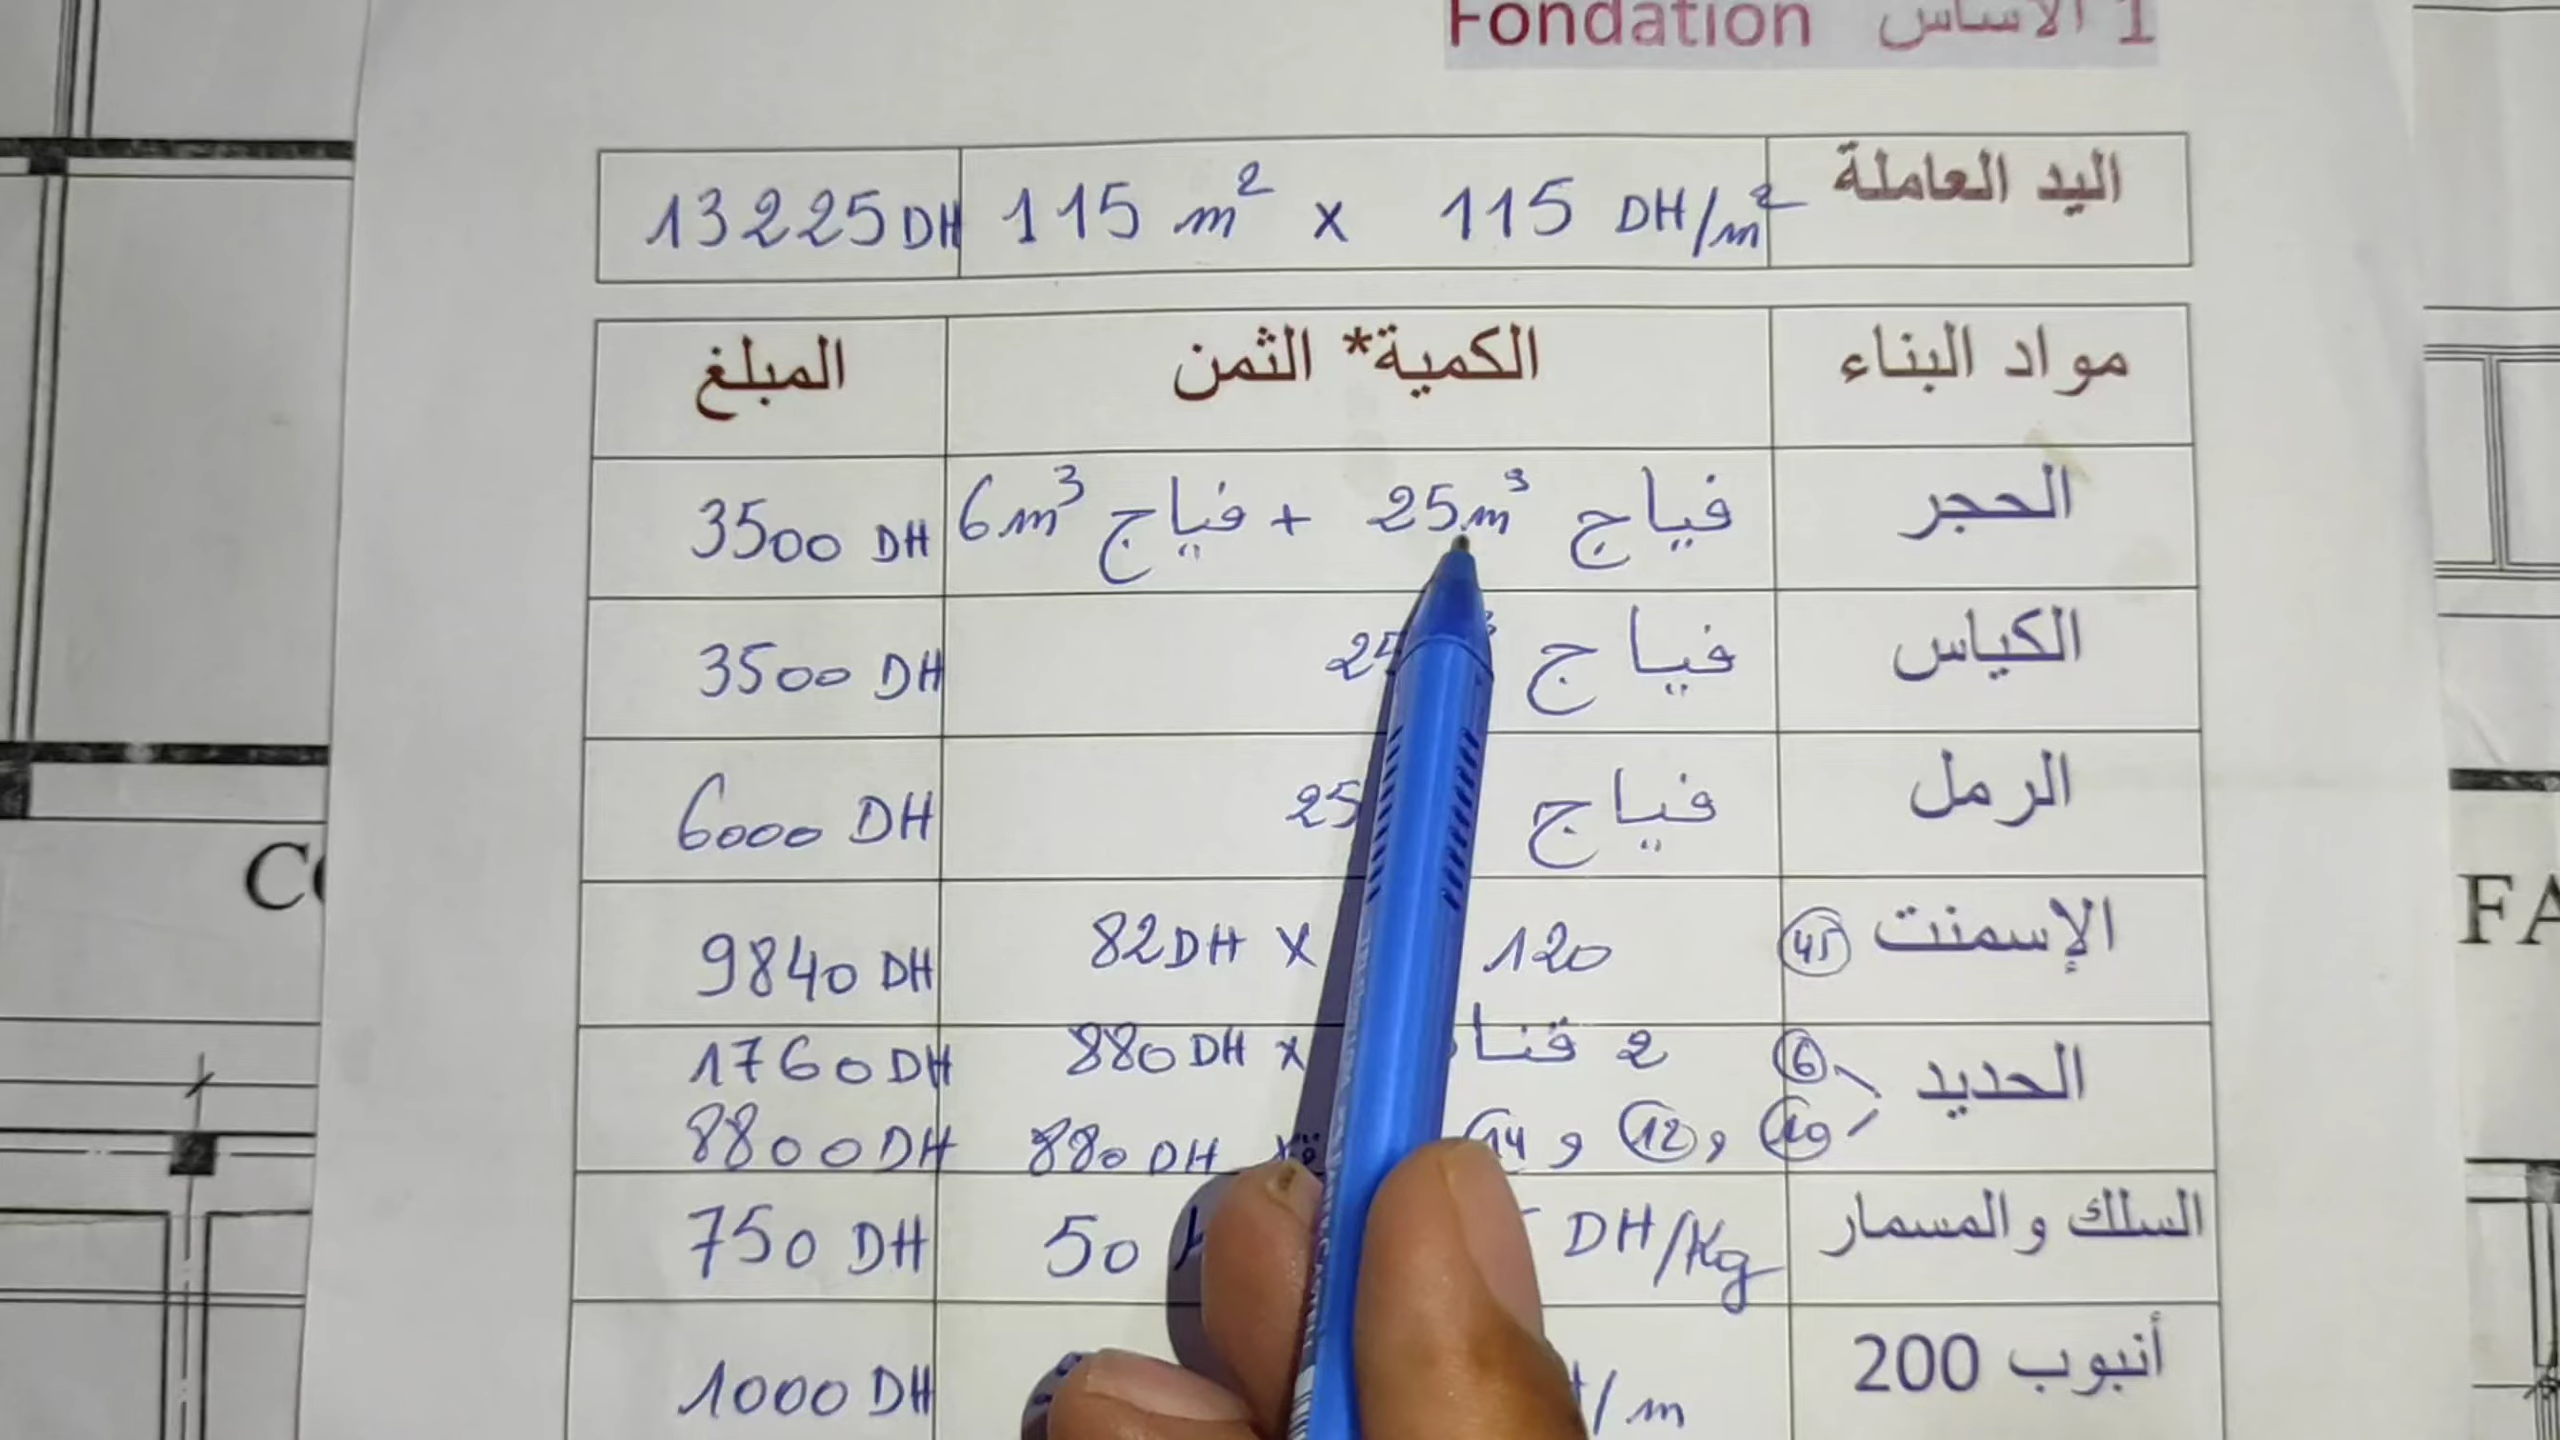 1 الأساس Fondation
اليد العاملة 115 m² x 115 DH/m² 13225 DH
مواد البناء الكمية* الثمن المبلغ
الحجر فياج 25m³ + فياج 6m³ 3500 DH
الكياس فياج 3500 DH
الرمل فياج 25 6000 DH
الإسمنت 45 120 x 82DH 9840 DH
الحديد 6 2 x 880 DH 1760 DH
10 و 12 و 14 x 880 DH 8800 DH
السلك والمسمار DH/Kg 50 750 DH
أنبوب 200 /m 1000 DH
FA